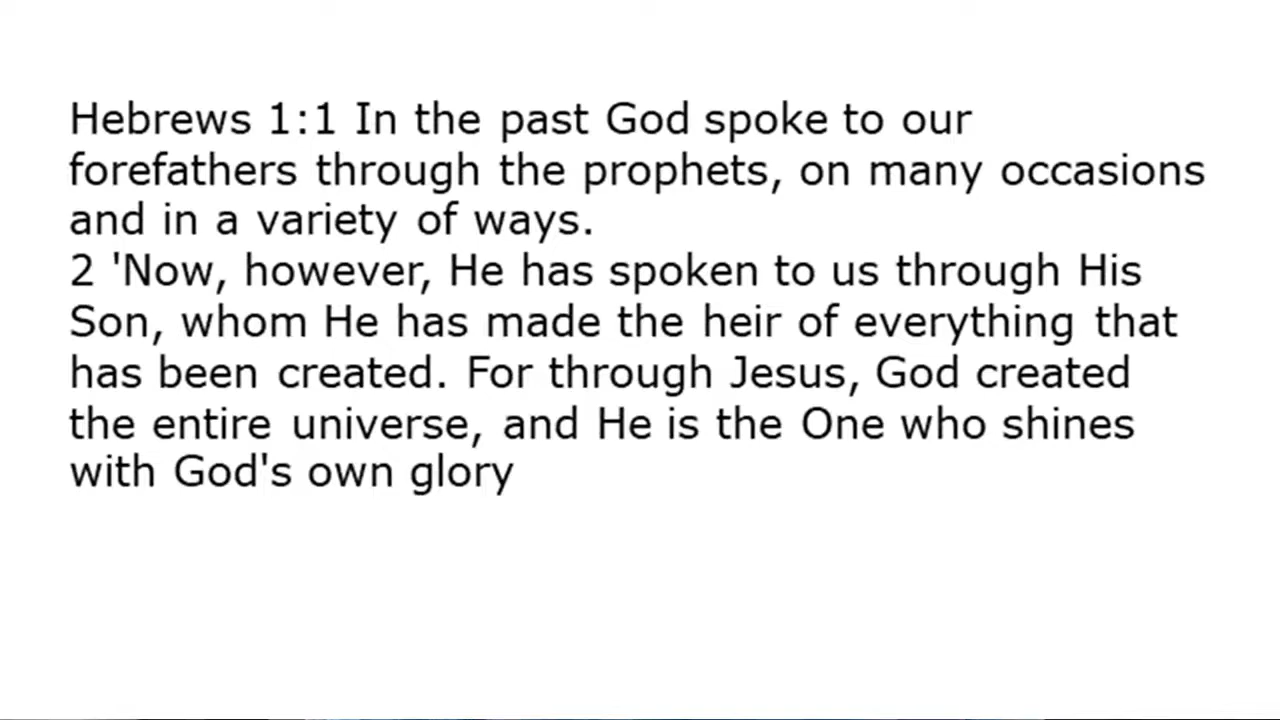 Hebrews 1:1 In the past God spoke to our
forefathers through the prophets, on many occasions
and in a variety of ways.
2 'Now, however, He has spoken to us through His
Son, whom He has made the heir of everything that
has been created. For through Jesus, God created
the entire universe, and He is the One who shines
with God's own glory